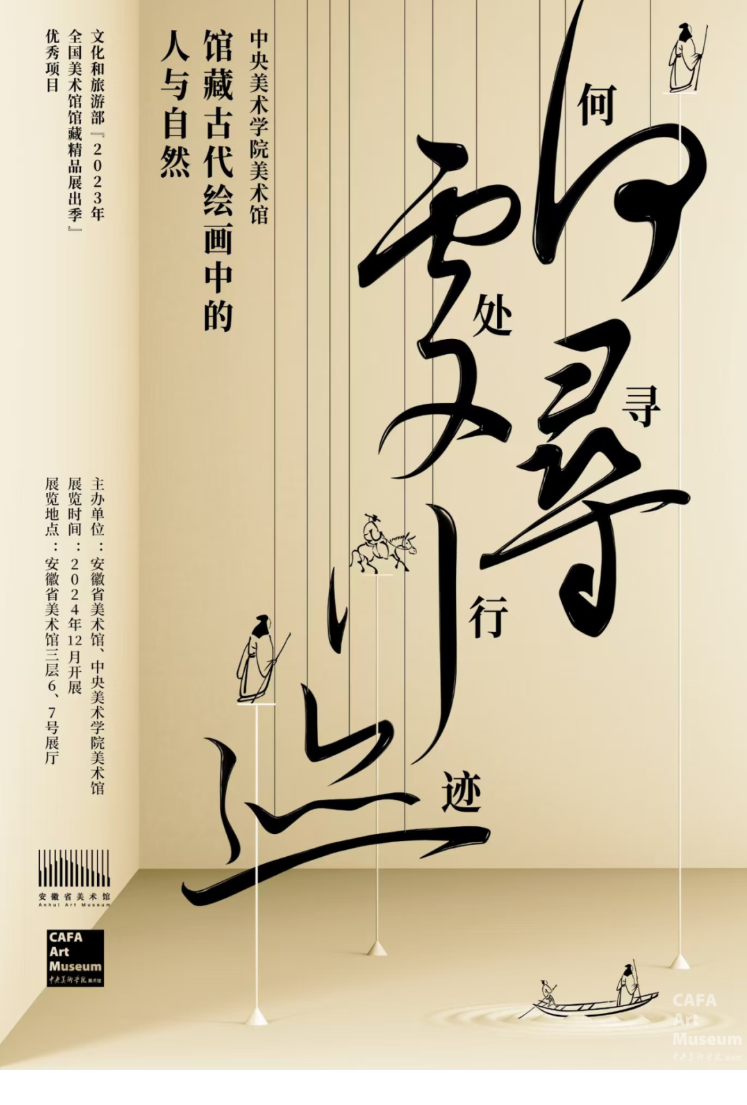 何處尋行迹
何
处
寻
行
迹
中央美术学院美术馆
馆藏古代绘画中的
人与自然
文化和旅游部『2023年
全国美术馆馆藏精品展出季』
优秀项目
主办单位：安徽省美术馆、中央美术学院美术馆
展览时间：2024年12月开展
展览地点：安徽省美术馆三层6、7号展厅
安徽省美术馆
Anhui Art Museum
CAFA
Art
Museum
中央美術学院美术馆
CAFA
Art
Museum
中央美術学院美术馆